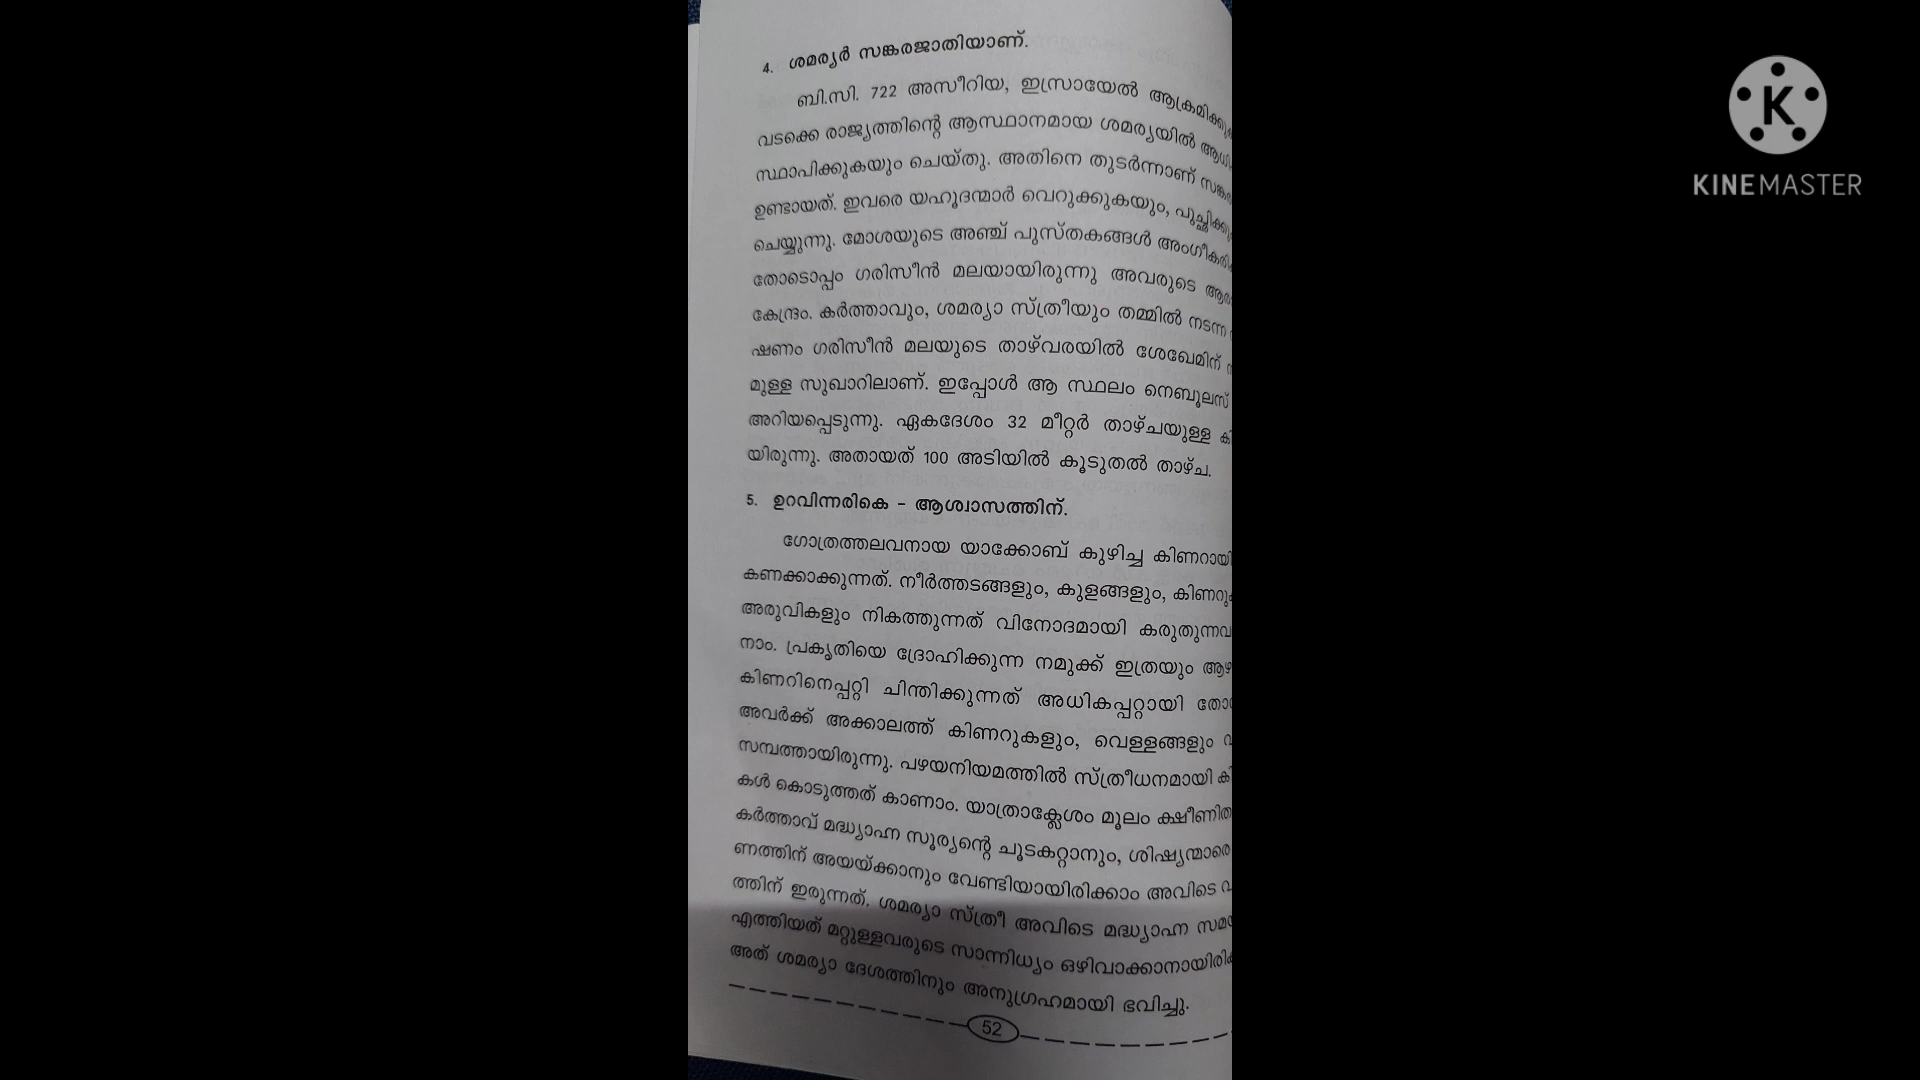 4. ശമര്യർ സങ്കരജാതിയാണ്.
ബി.സി. 722 അസീറിയ, ഇസ്രായേൽ
വടക്കെ രാജ്യത്തിന്റെ ആസ്ഥാനമായ ശമര്യയിൽ
സ്ഥാപിക്കുകയും ചെയ്തു. അതിനെ തുടർന്നാണ്
ഉണ്ടായത്. ഇവരെ യഹൂദന്മാർ വെറുക്കുകയും,
ചെയ്യുന്നു. മോശയുടെ അഞ്ച് പുസ്തകങ്ങൾ
തോടൊപ്പം ഗരിസീൻ മലയായിരുന്നു അവരുടെ
കേന്ദ്രം. കർത്താവും, ശമര്യാ സ്ത്രീയും തമ്മിൽ നടന്ന
ഷണം ഗരിസീൻ മലയുടെ താഴ്വരയിൽ ശേഖേമിന്
മുള്ള സുഖാറിലാണ്. ഇപ്പോൾ ആ സ്ഥലം നെബൂലസ്
അറിയപ്പെടുന്നു. ഏകദേശം 32 മീറ്റർ താഴ്ചയുള്ള
യിരുന്നു. അതായത് 100 അടിയിൽ കൂടുതൽ താഴ്ച.
5. ഉറവിന്നരികെ - ആശ്വാസത്തിന്.
ഗോത്രത്തലവനായ യാക്കോബ് കുഴിച്ച
കണക്കാക്കുന്നത്. നീർത്തടങ്ങളും, കുളങ്ങളും,
അരുവികളും നികത്തുന്നത് വിനോദമായി
നാം. പ്രകൃതിയെ ദ്രോഹിക്കുന്ന നമുക്ക് ഇത്രയും
കിണറിനെപ്പറ്റി ചിന്തിക്കുന്നത് അധികപ്പറ്റായി
അവർക്ക് അക്കാലത്ത് കിണറുകളും, വെള്ളങ്ങളും
സമ്പത്തായിരുന്നു. പഴയനിയമത്തിൽ സ്ത്രീധനമായി
കൾ കൊടുത്തത് കാണാം. യാത്രാക്ലേശം മൂലം
കർത്താവ് മദ്ധ്യാഹ്ന സൂര്യന്റെ ചൂടകറ്റാനും, ശിഷ്യന്മാരെ
ണത്തിന് അയയ്ക്കാനും വേണ്ടിയായിരിക്കാം അവിടെ
ത്തിന് ഇരുന്നത്. ശമര്യാ സ്ത്രീ അവിടെ മദ്ധ്യാഹ്ന
എത്തിയത് മറ്റുള്ളവരുടെ സാന്നിധ്യം
അത് ശമര്യാ ദേശത്തിനും അനുഗ്രഹമായി ഭവിച്ചു.
52
K
KINEMASTER